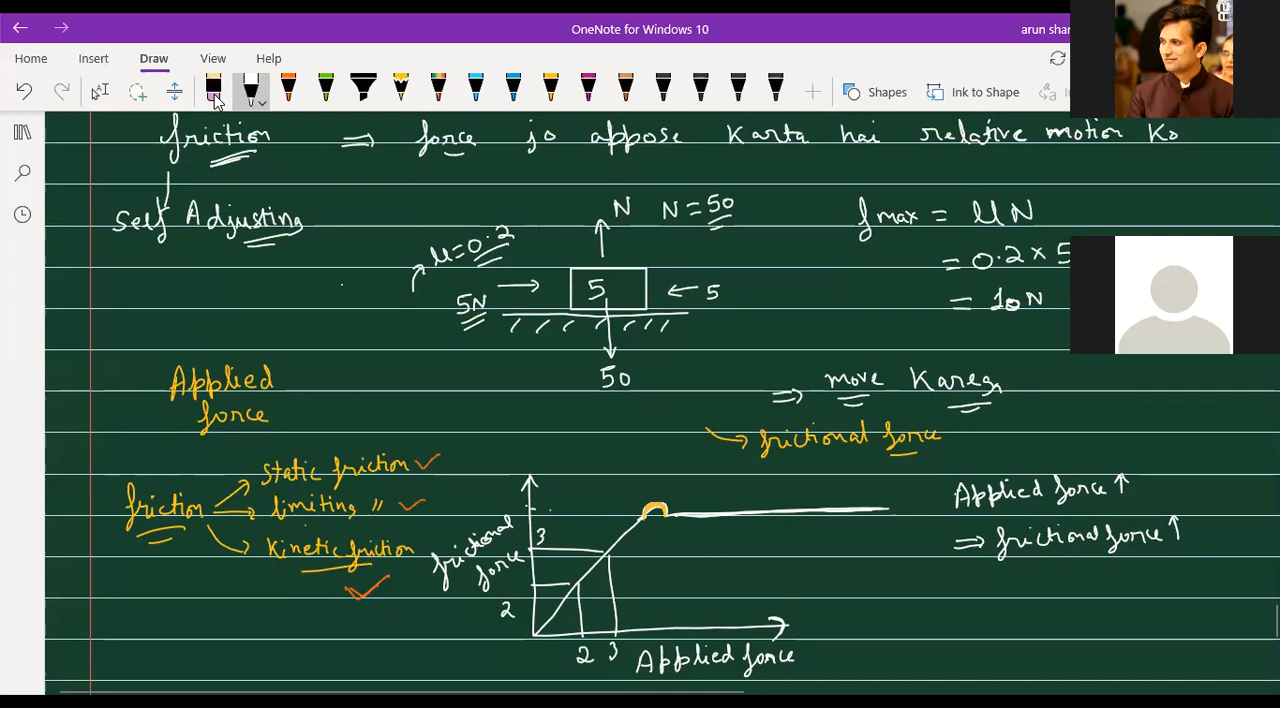 OneNote for Windows 10
arun shar
Home Insert Draw View Help
Shapes Ink to Shape
friction ⇒ force jo oppose Karta hai relative motion Ko
Self Adjusting
N N = 50
μ = 0.2
5N → 5 ← 5
50
fmax = μN
= 0.2 × 5
= 10 N
Applied
force
⇒ move Karega
frictional force
friction
static friction ✓
limiting " ✓
Kinetic friction
✓
frictional
force
3
2
2 3 Applied force
Applied force ↑
⇒ frictional force ↑